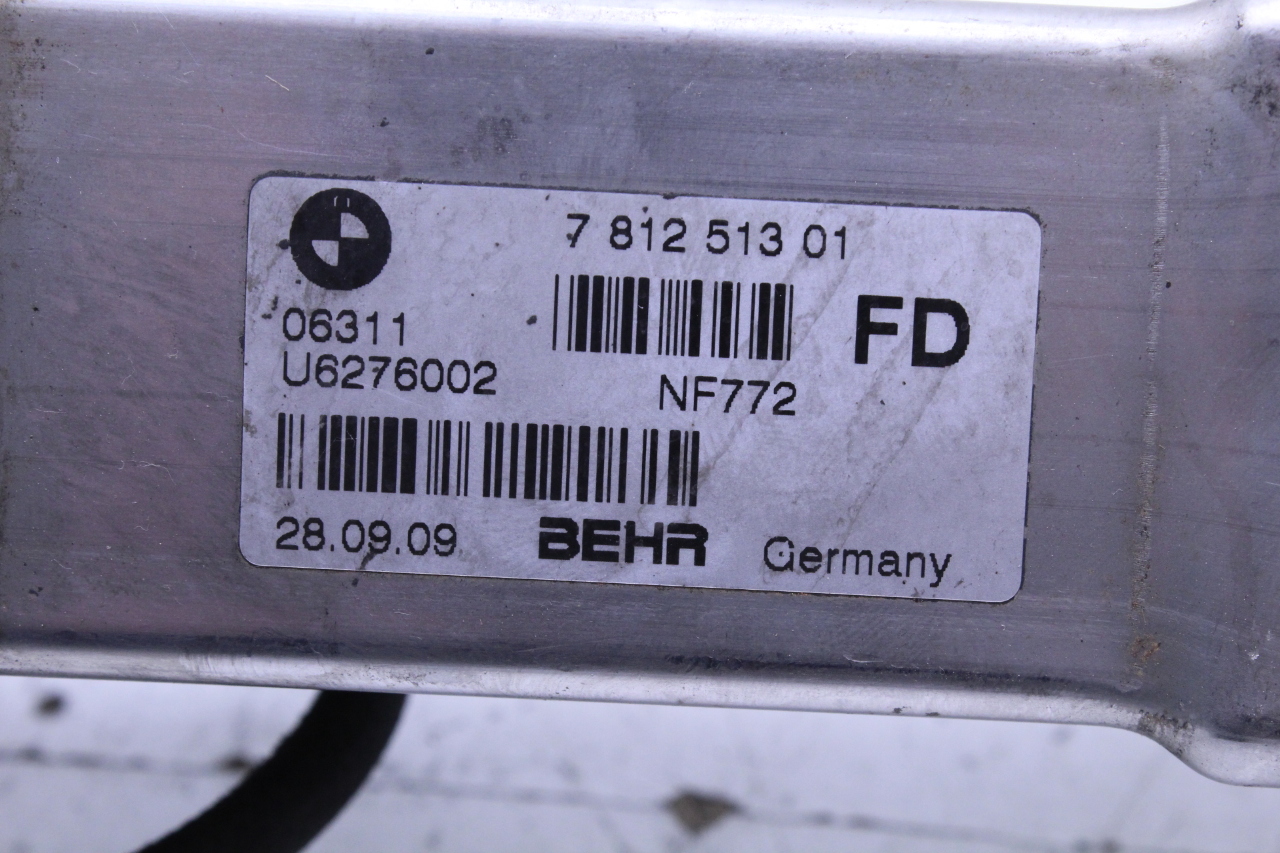 7 812 513 01
06311
FD
U6276002
NF772
28.09.09
BEHR
Germany